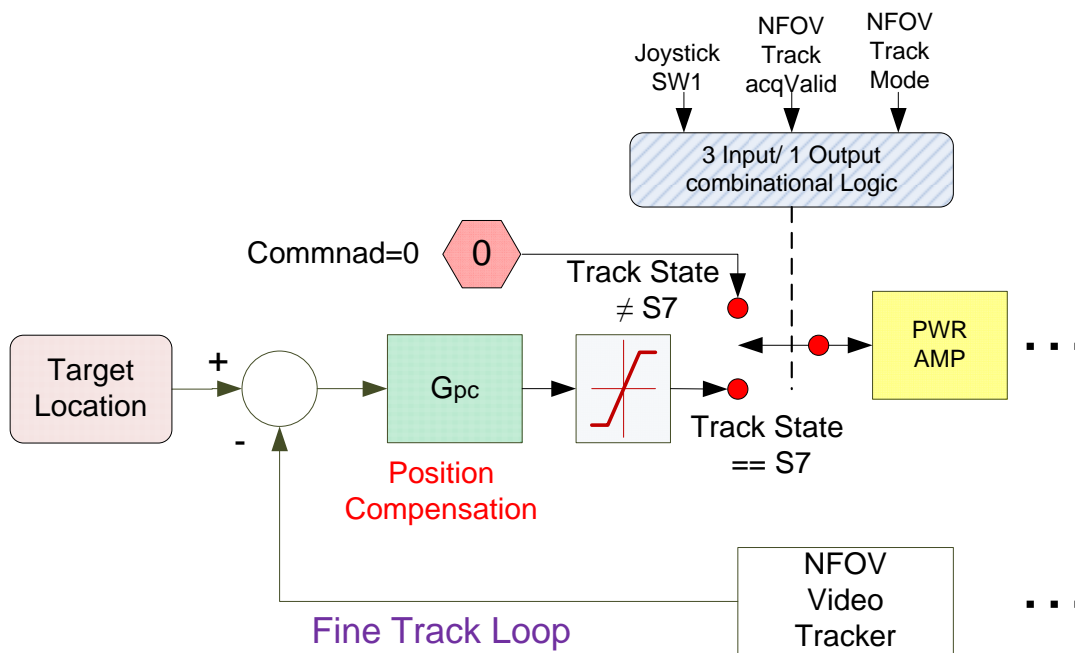 Joystick
SW1
NFOV
Track
acqValid
NFOV
Track
Mode
3 Input/ 1 Output
combinational Logic
Commnad=0
0
Track State
≠ S7
Target
Location
+
-
Gpc
PWR
AMP
...
Track State
== S7
Position
Compensation
NFOV
Video
Tracker
...
Fine Track Loop